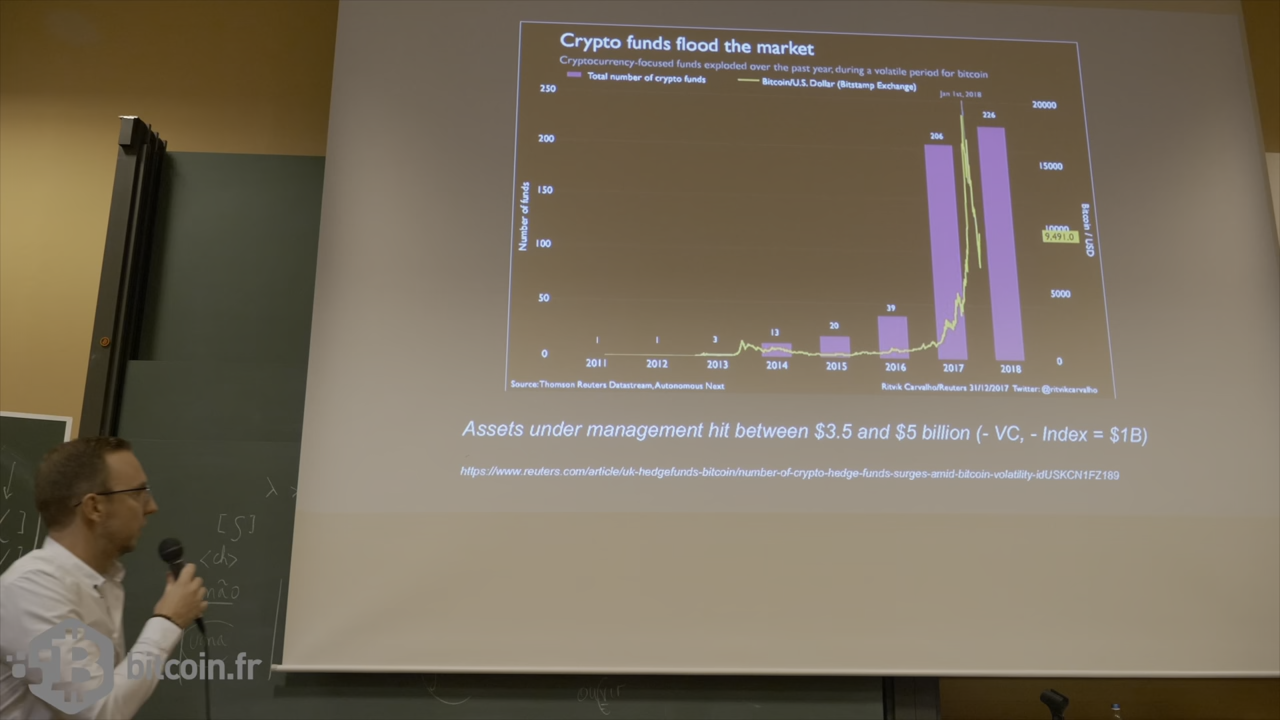 Crypto funds flood the market
Cryptocurrency-focused funds exploded over the past year, during a volatile period for bitcoin
Total number of crypto funds
Bitcoin/U.S. Dollar (Bitstamp Exchange)
Jan 1st, 2018
250
200
150
100
50
0
Number of funds
20000
15000
10000
9,491.0
5000
0
Bitcoin / USD
1
1
3
13
20
39
206
226
2011
2012
2013
2014
2015
2016
2017
2018
Source: Thomson Reuters Datastream, Autonomous Next
Ritvik Carvalho/Reuters 31/12/2017 Twitter: @ritvikcarvalho
Assets under management hit between $3.5 and $5 billion (- VC, - Index = $1B)
https://www.reuters.com/article/uk-hedgefunds-bitcoin/number-of-crypto-hedge-funds-surges-amid-bitcoin-volatility-idUSKCN1FZ189
λ >
[ʃ]
<ch>
não
ouvir
bitcoin.fr